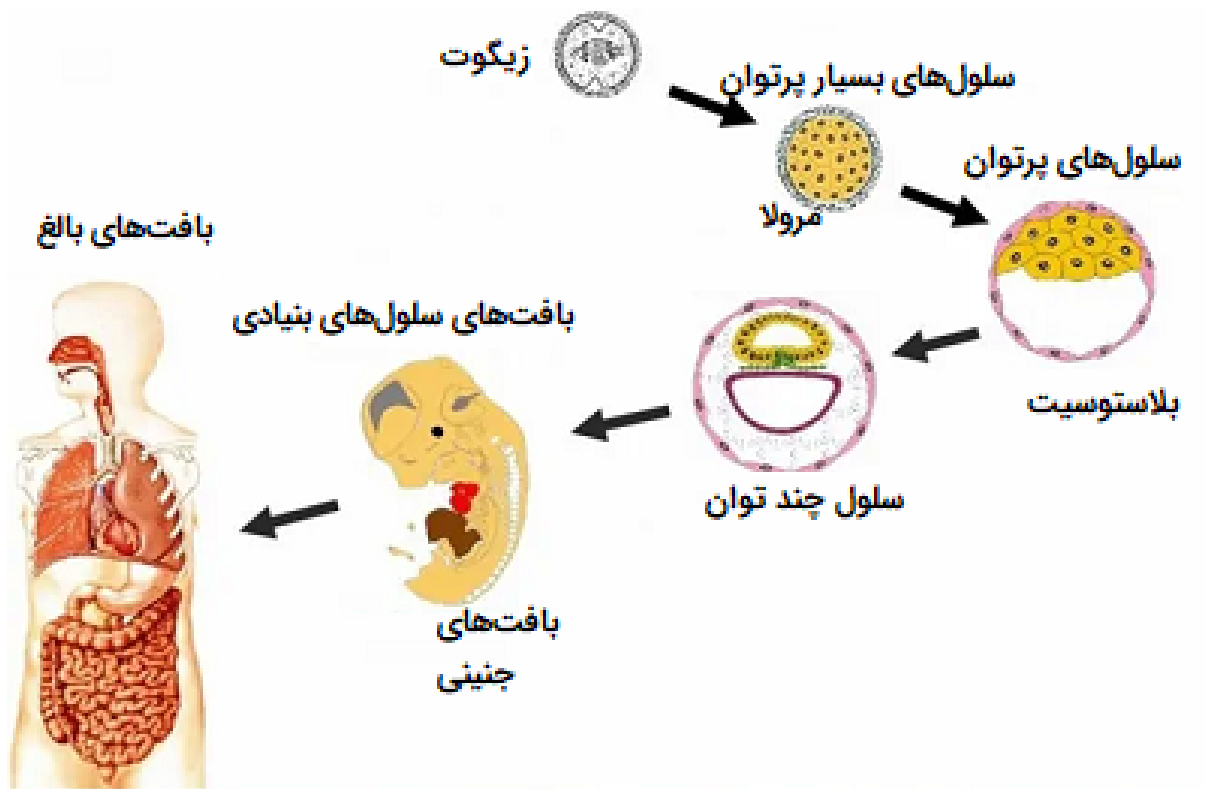 زیگوت
سلول‌های بسیار پرتوان
مرولا
سلول‌های پرتوان
بلاستوسیت
سلول چند توان
بافت‌های سلول‌های بنیادی
بافت‌های
جنینی
بافت‌های بالغ